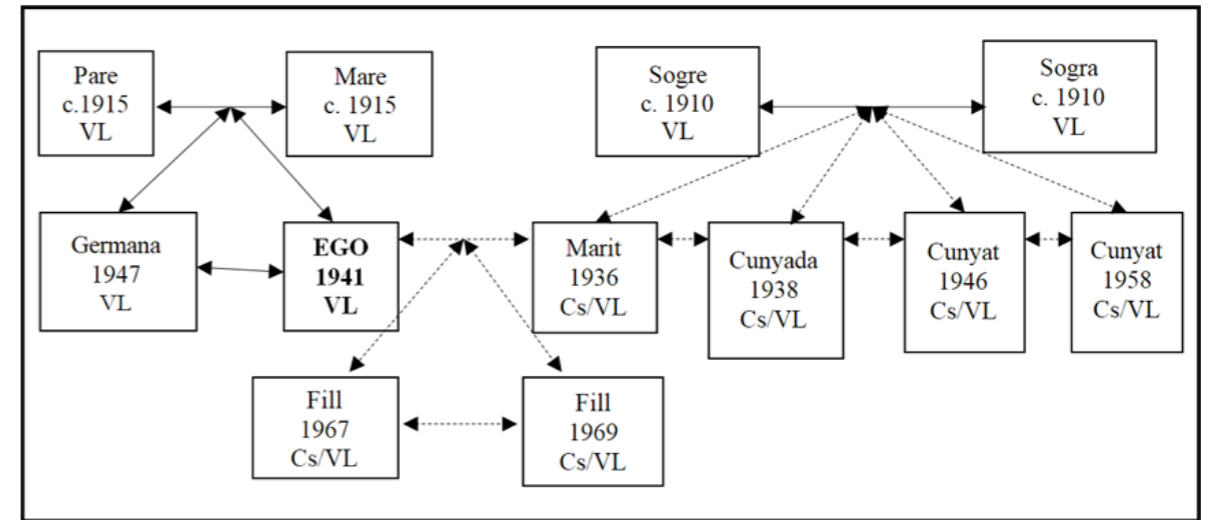 Pare
c.1915
VL
Mare
c. 1915
VL
Sogre
c. 1910
VL
Sogra
c. 1910
VL
Germana
1947
VL
EGO
1941
VL
Marit
1936
Cs/VL
Cunyada
1938
Cs/VL
Cunyat
1946
Cs/VL
Cunyat
1958
Cs/VL
Fill
1967
Cs/VL
Fill
1969
Cs/VL